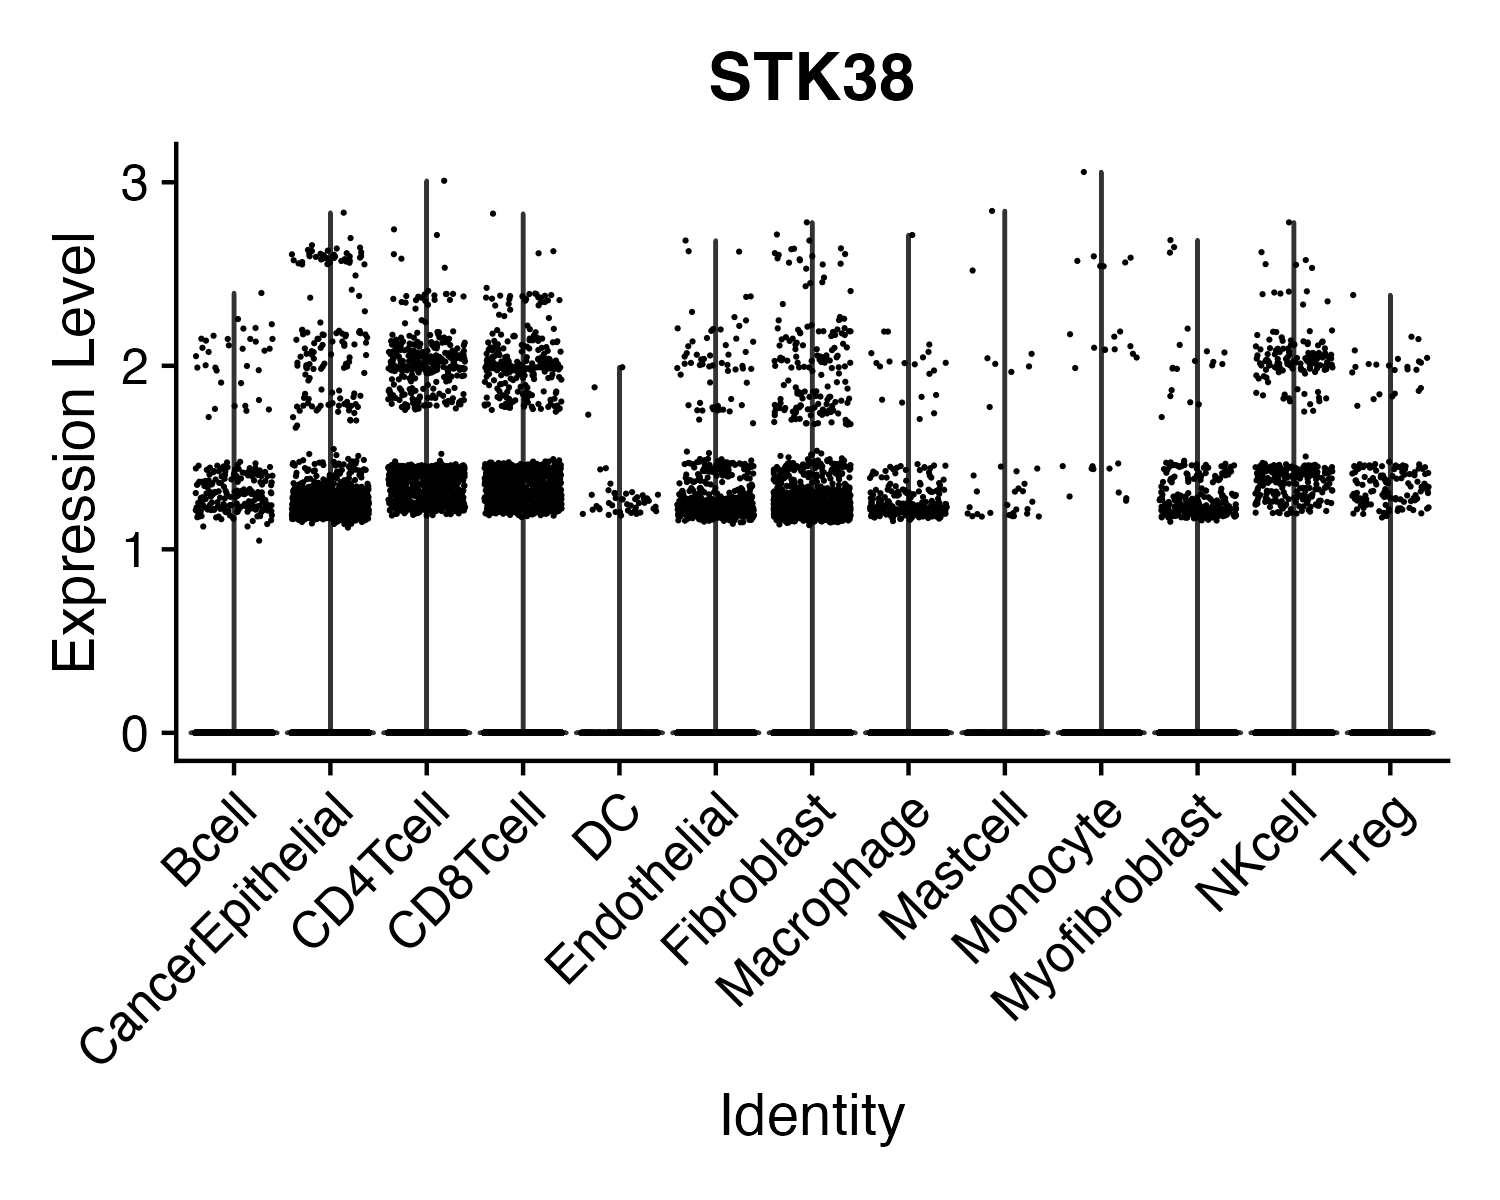 STK38
Expression Level
3
2
1
0
Bcell
CancerEpithelial
CD4Tcell
CD8Tcell
DC
Endothelial
Fibroblast
Macrophage
Mastcell
Monocyte
Myofibroblast
NKcell
Treg
Identity